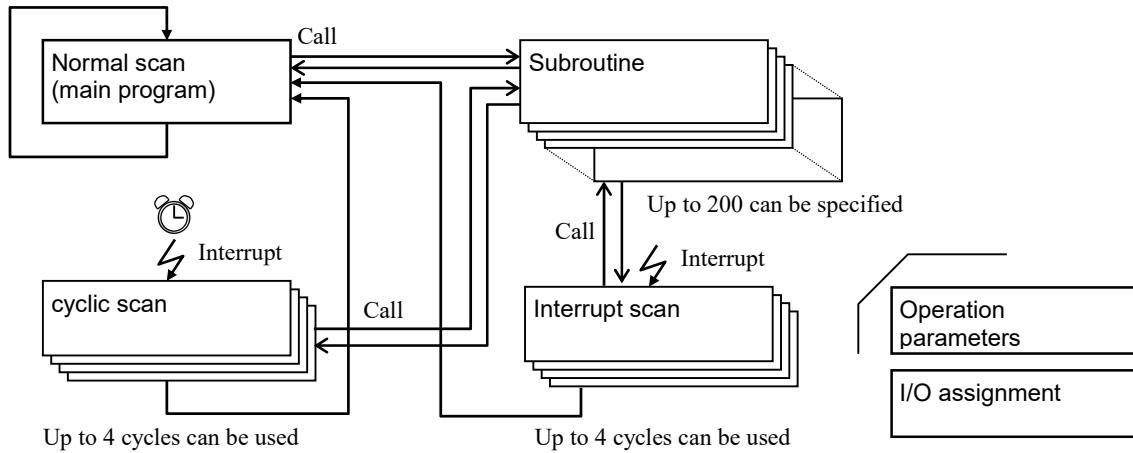 Call
Normal scan
(main program)
Subroutine
Up to 200 can be specified
Call
Interrupt
Interrupt
cyclic scan
Call
Interrupt scan
Operation
parameters
I/O assignment
Up to 4 cycles can be used
Up to 4 cycles can be used